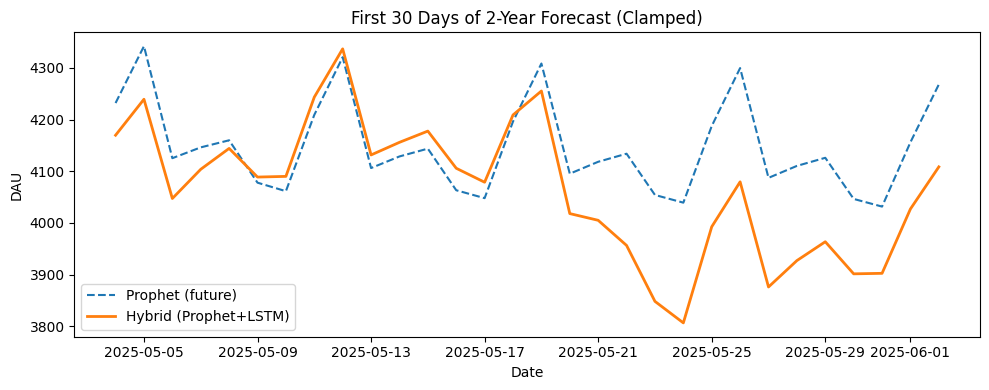 First 30 Days of 2-Year Forecast (Clamped)
DAU
4300
4200
4100
4000
3900
3800
Prophet (future)
Hybrid (Prophet+LSTM)
2025-05-05 2025-05-09 2025-05-13 2025-05-17 2025-05-21 2025-05-25 2025-05-29 2025-06-01
Date